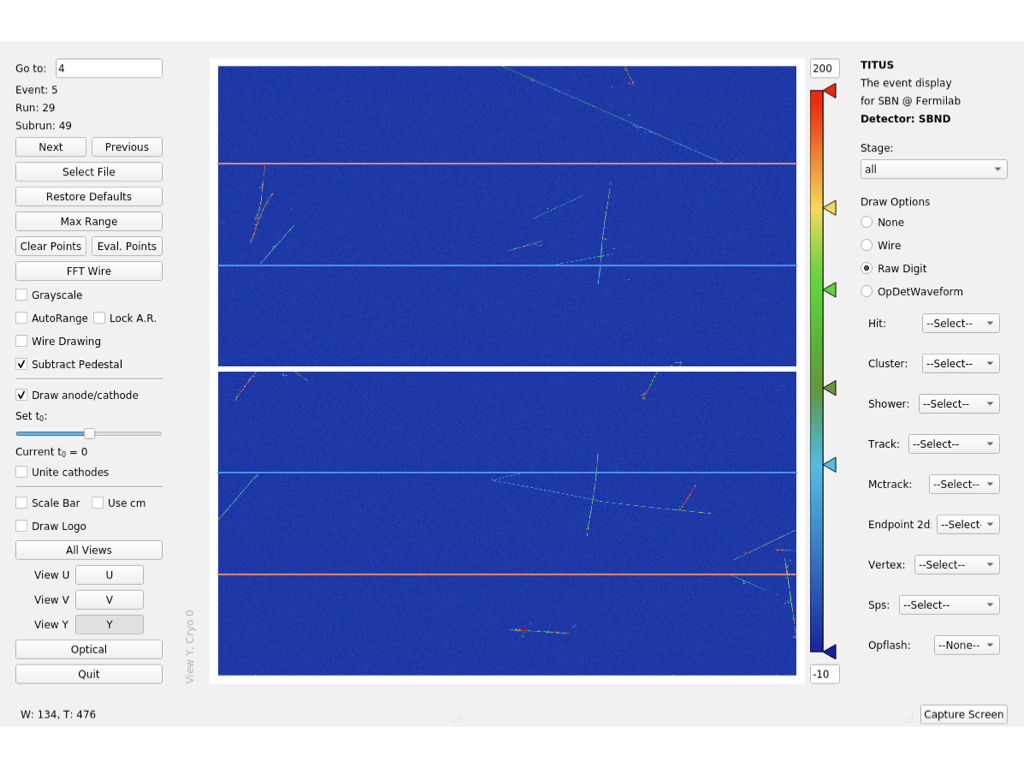 Go to: 4
Event: 5
Run: 29
Subrun: 49
Next Previous
Select File
Restore Defaults
Max Range
Clear Points Eval. Points
FFT Wire
Grayscale
AutoRange Lock A.R.
Wire Drawing
Subtract Pedestal
Draw anode/cathode
Set t₀:
Current t₀ = 0
Unite cathodes
Scale Bar Use cm
Draw Logo
All Views
View U U
View V V
View Y Y
Optical
Quit
W: 134, T: 476
View Y, Cryo 0
200
-10
TITUS
The event display
for SBN @ Fermilab
Detector: SBND
Stage:
all
Draw Options
None
Wire
Raw Digit
OpDetWaveform
Hit: --Select--
Cluster: --Select--
Shower: --Select--
Track: --Select--
Mctrack: --Select--
Endpoint 2d: --Select-
Vertex: --Select--
Sps: --Select--
Opflash: --None--
Capture Screen